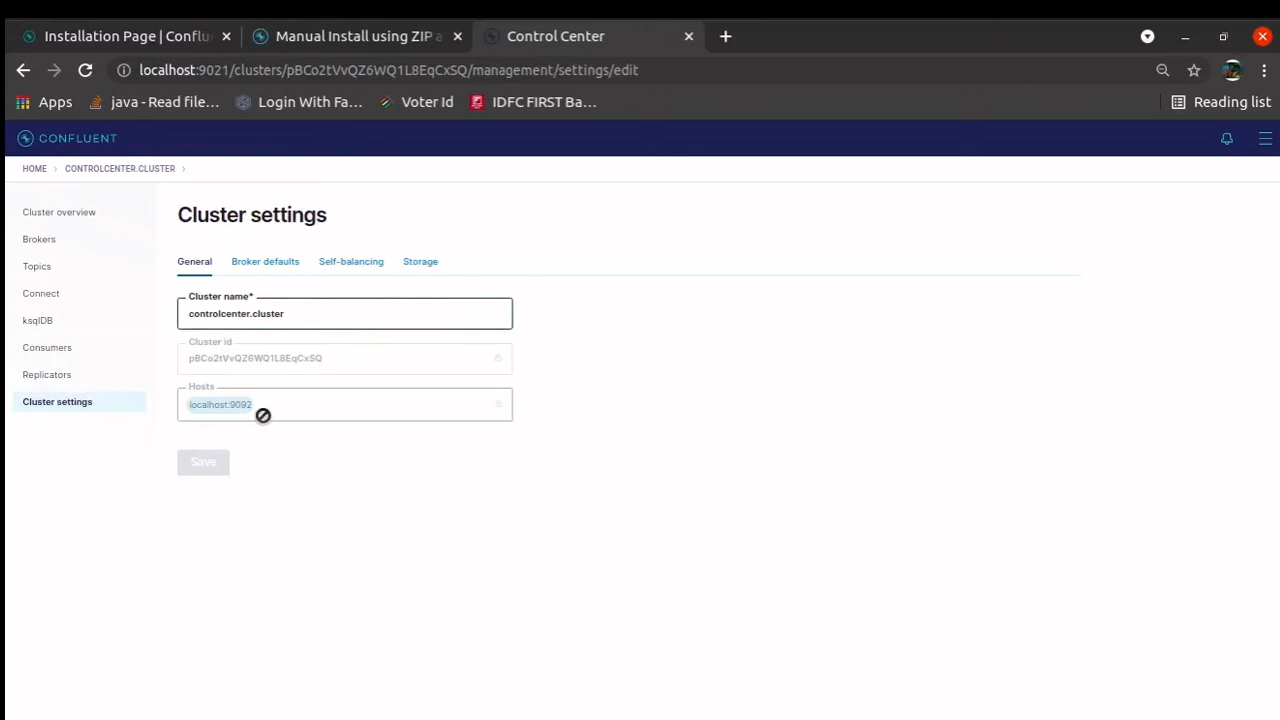 Installation Page | Conflu
Manual Install using ZIP a
Control Center
localhost:9021/clusters/pBCo2tVvQZ6WQ1L8EqCxSQ/management/settings/edit
Apps
java - Read file...
Login With Fa...
Voter Id
IDFC FIRST Ba...
Reading list
CONFLUENT
HOME > CONTROLCENTER.CLUSTER >
Cluster overview
Brokers
Topics
Connect
ksqlDB
Consumers
Replicators
Cluster settings
Cluster settings
General
Broker defaults
Self-balancing
Storage
Cluster name*
controlcenter.cluster
Cluster id
pBCo2tVvQZ6WQ1L8EqCxSQ
Hosts
localhost:9092
Save